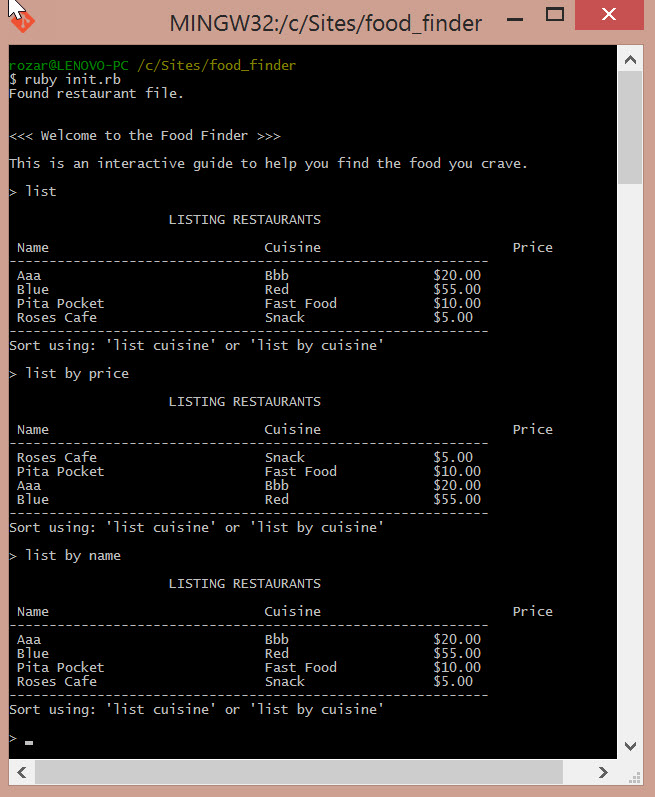 MINGW32:/c/Sites/food_finder
rozar@LENOVO-PC /c/Sites/food_finder
$ ruby init.rb
Found restaurant file.
<<< Welcome to the Food Finder >>>
This is an interactive guide to help you find the food you crave.
> list
LISTING RESTAURANTS
Name Cuisine Price
------------------------------------------------------------
Aaa Bbb $20.00
Blue Red $55.00
Pita Pocket Fast Food $10.00
Roses Cafe Snack $5.00
------------------------------------------------------------
Sort using: 'list cuisine' or 'list by cuisine'
> list by price
LISTING RESTAURANTS
Name Cuisine Price
------------------------------------------------------------
Roses Cafe Snack $5.00
Pita Pocket Fast Food $10.00
Aaa Bbb $20.00
Blue Red $55.00
------------------------------------------------------------
Sort using: 'list cuisine' or 'list by cuisine'
> list by name
LISTING RESTAURANTS
Name Cuisine Price
------------------------------------------------------------
Aaa Bbb $20.00
Blue Red $55.00
Pita Pocket Fast Food $10.00
Roses Cafe Snack $5.00
------------------------------------------------------------
Sort using: 'list cuisine' or 'list by cuisine'
>